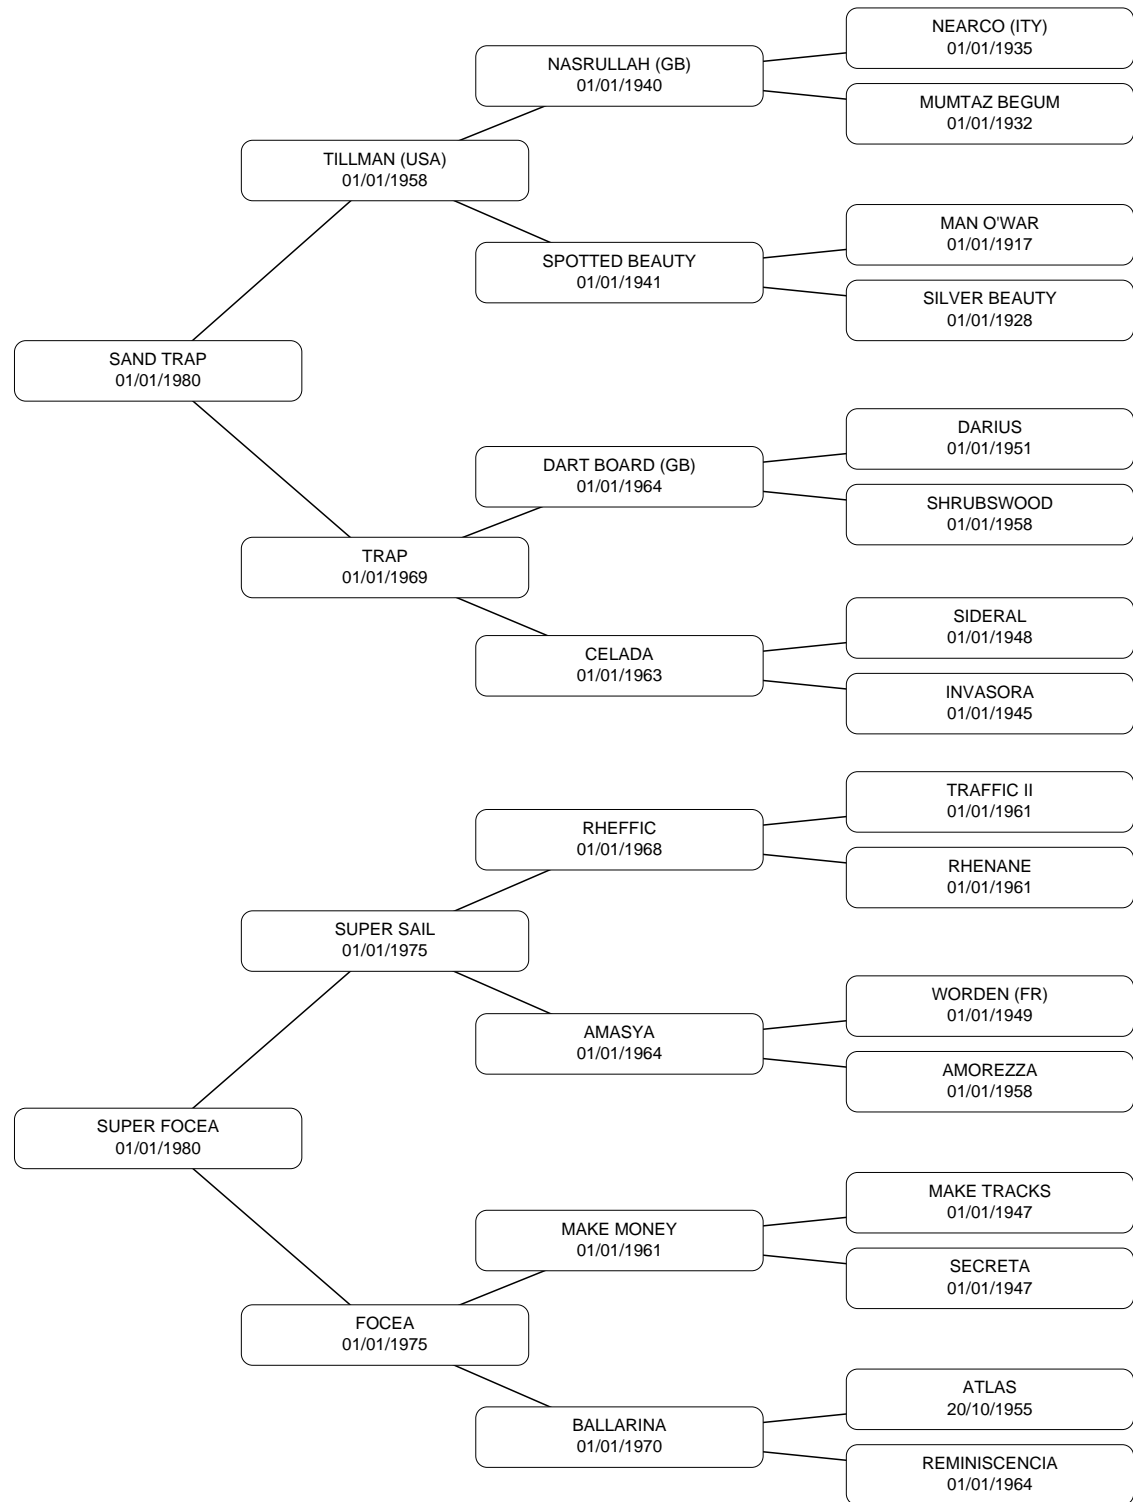 NEARCO (ITY)
01/01/1935
NASRULLAH (GB)
01/01/1940
MUMTAZ BEGUM
01/01/1932
TILLMAN (USA)
01/01/1958
MAN O'WAR
01/01/1917
SPOTTED BEAUTY
01/01/1941
SILVER BEAUTY
01/01/1928
SAND TRAP
01/01/1980
DARIUS
01/01/1951
DART BOARD (GB)
01/01/1964
SHRUBSWOOD
01/01/1958
TRAP
01/01/1969
SIDERAL
01/01/1948
CELADA
01/01/1963
INVASORA
01/01/1945
TRAFFIC II
01/01/1961
RHEFFIC
01/01/1968
RHENANE
01/01/1961
SUPER SAIL
01/01/1975
WORDEN (FR)
01/01/1949
AMASYA
01/01/1964
AMOREZZA
01/01/1958
SUPER FOCEA
01/01/1980
MAKE TRACKS
01/01/1947
MAKE MONEY
01/01/1961
SECRETA
01/01/1947
FOCEA
01/01/1975
ATLAS
20/10/1955
BALLARINA
01/01/1970
REMINISCENCIA
01/01/1964